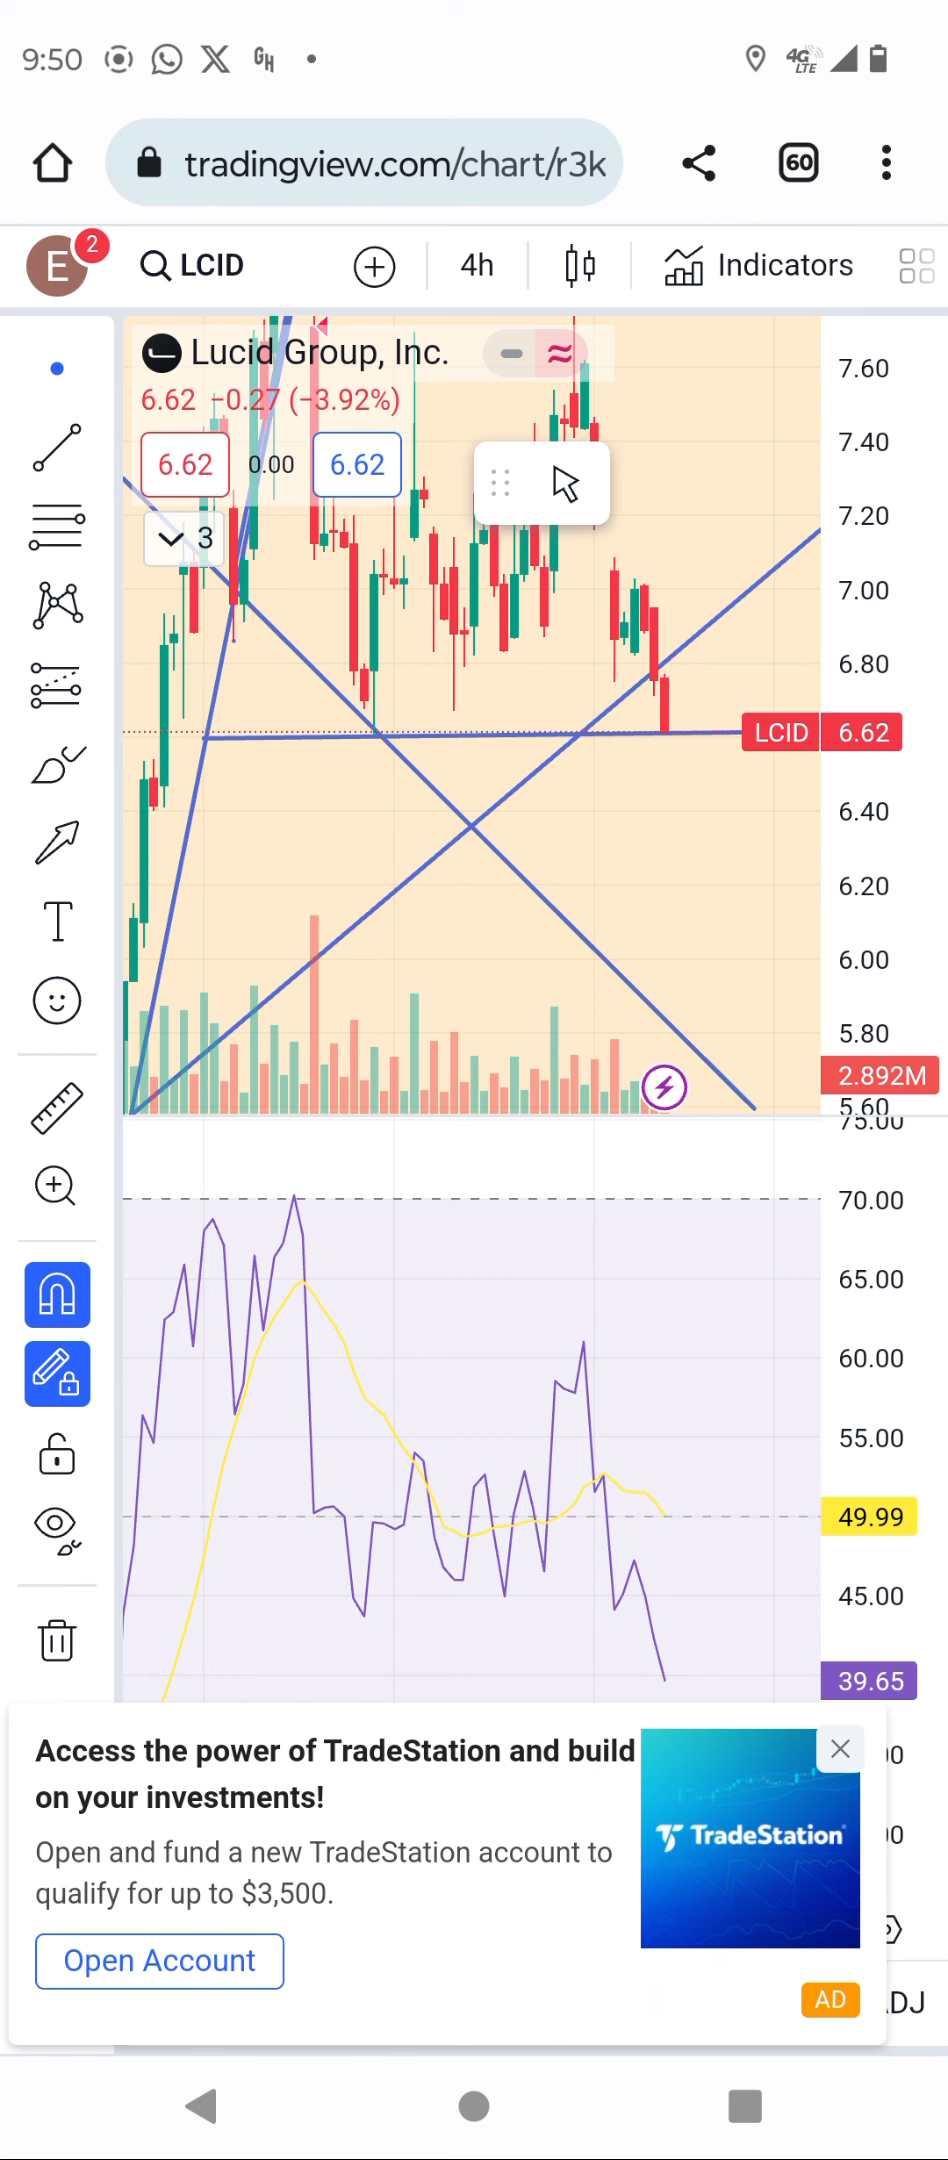 9:50
4G
LTE
tradingview.com/chart/r3k
60
E
2
LCID
4h
Indicators
Lucid Group, Inc.
6.62 −0.27 (−3.92%)
6.62
0.00
6.62
3
7.60
7.40
7.20
7.00
6.80
LCID
6.62
6.40
6.20
6.00
5.80
2.892M
5.60
75.00
70.00
65.00
60.00
55.00
49.99
45.00
39.65
Access the power of TradeStation and build
on your investments!
Open and fund a new TradeStation account to
qualify for up to $3,500.
Open Account
TradeStation
AD